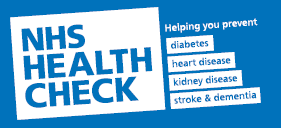 NHS
HEALTH
CHECK
Helping you prevent
diabetes
heart disease
kidney disease
stroke & dementia